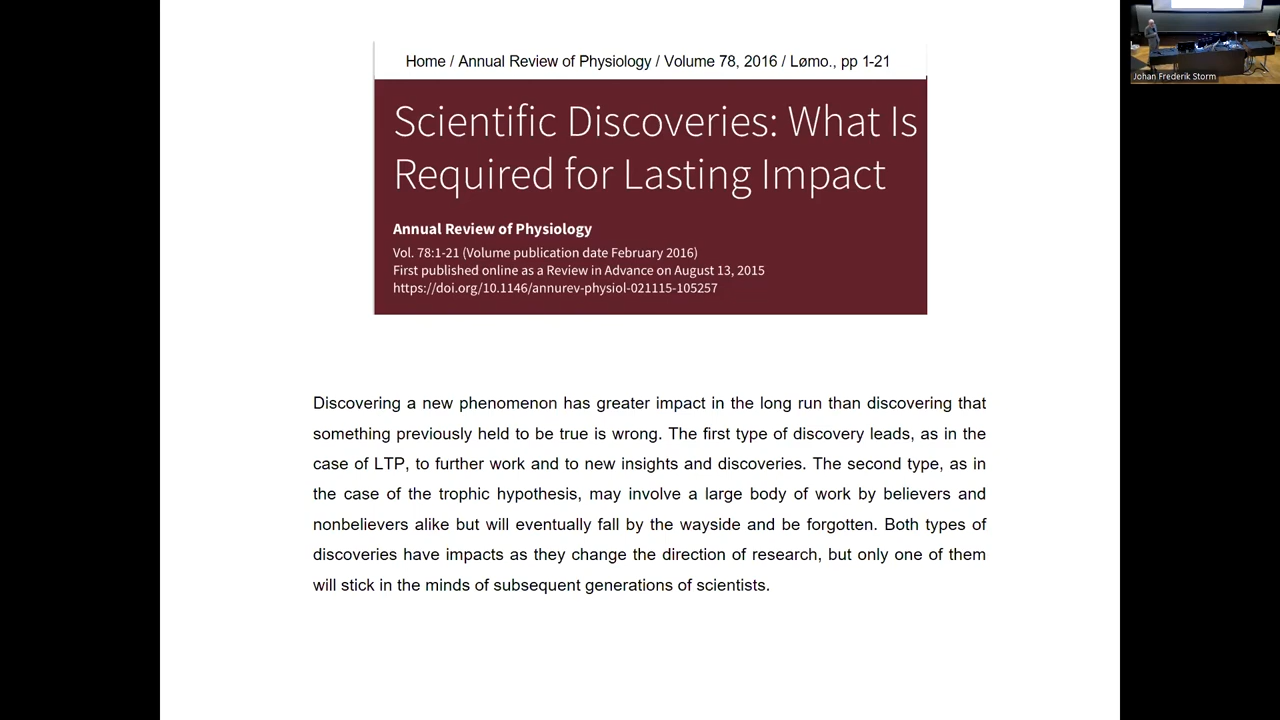 Home / Annual Review of Physiology / Volume 78, 2016 / Lømo., pp 1-21
Scientific Discoveries: What Is
Required for Lasting Impact
Annual Review of Physiology
Vol. 78:1-21 (Volume publication date February 2016)
First published online as a Review in Advance on August 13, 2015
https://doi.org/10.1146/annurev-physiol-021115-105257
Discovering a new phenomenon has greater impact in the long run than discovering that
something previously held to be true is wrong. The first type of discovery leads, as in the
case of LTP, to further work and to new insights and discoveries. The second type, as in
the case of the trophic hypothesis, may involve a large body of work by believers and
nonbelievers alike but will eventually fall by the wayside and be forgotten. Both types of
discoveries have impacts as they change the direction of research, but only one of them
will stick in the minds of subsequent generations of scientists.
Johan Frederik Storm